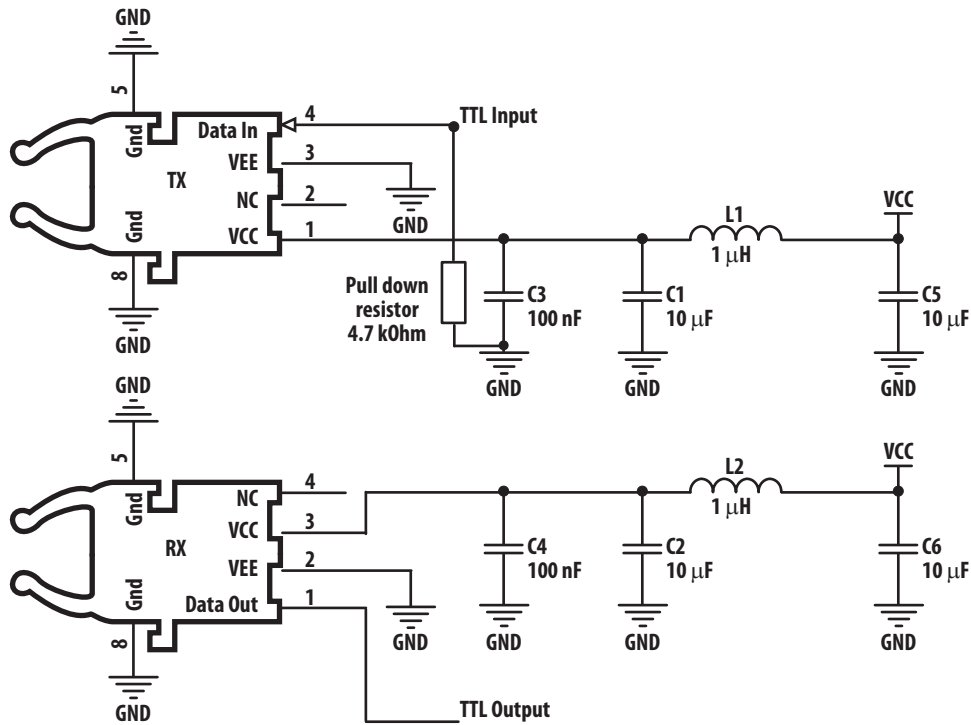 GND
5
Gnd
Data In
4
TTL Input
VEE
3
TX
NC
2
GND
VCC
1
L1
1 μH
VCC
Gnd
8
GND
Pull down
resistor
4.7 kOhm
C3
100 nF
GND
C1
10 μF
GND
C5
10 μF
GND
GND
5
Gnd
NC
4
VCC
3
RX
VEE
2
GND
Data Out
1
L2
1 μH
VCC
C4
100 nF
GND
C2
10 μF
GND
C6
10 μF
GND
Gnd
8
GND
TTL Output